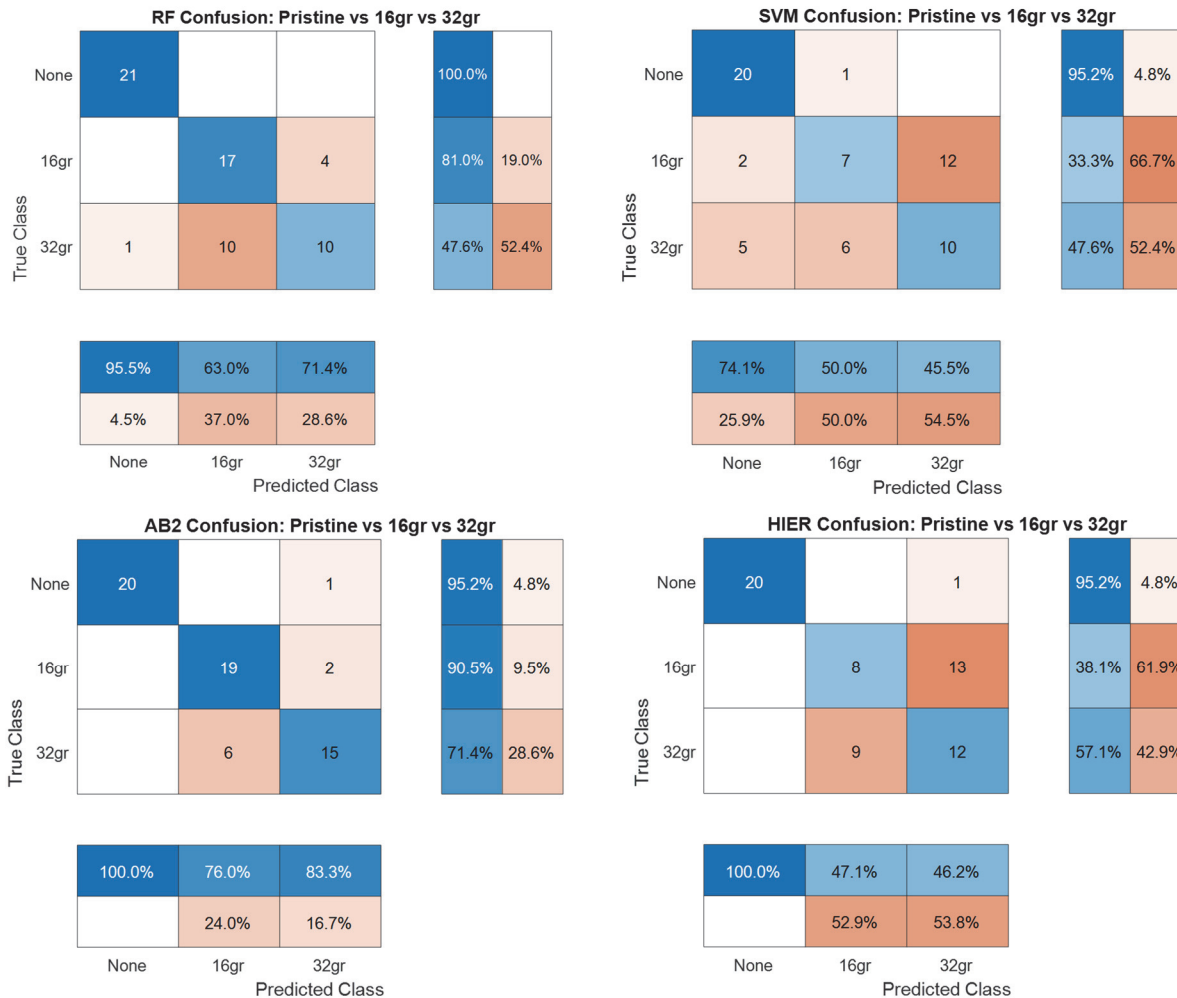 RF Confusion: Pristine vs 16gr vs 32gr
None 21 100.0%
16gr 17 4 81.0% 19.0%
32gr 1 10 10 47.6% 52.4%
True Class
95.5% 63.0% 71.4%
4.5% 37.0% 28.6%
None 16gr 32gr
Predicted Class
SVM Confusion: Pristine vs 16gr vs 32gr
None 20 1 95.2% 4.8%
16gr 2 7 12 33.3% 66.7%
32gr 5 6 10 47.6% 52.4%
True Class
74.1% 50.0% 45.5%
25.9% 50.0% 54.5%
None 16gr 32gr
Predicted Class
AB2 Confusion: Pristine vs 16gr vs 32gr
None 20 1 95.2% 4.8%
16gr 19 2 90.5% 9.5%
32gr 6 15 71.4% 28.6%
True Class
100.0% 76.0% 83.3%
24.0% 16.7%
None 16gr 32gr
Predicted Class
HIER Confusion: Pristine vs 16gr vs 32gr
None 20 1 95.2% 4.8%
16gr 8 13 38.1% 61.9%
32gr 9 12 57.1% 42.9%
True Class
100.0% 47.1% 46.2%
52.9% 53.8%
None 16gr 32gr
Predicted Class